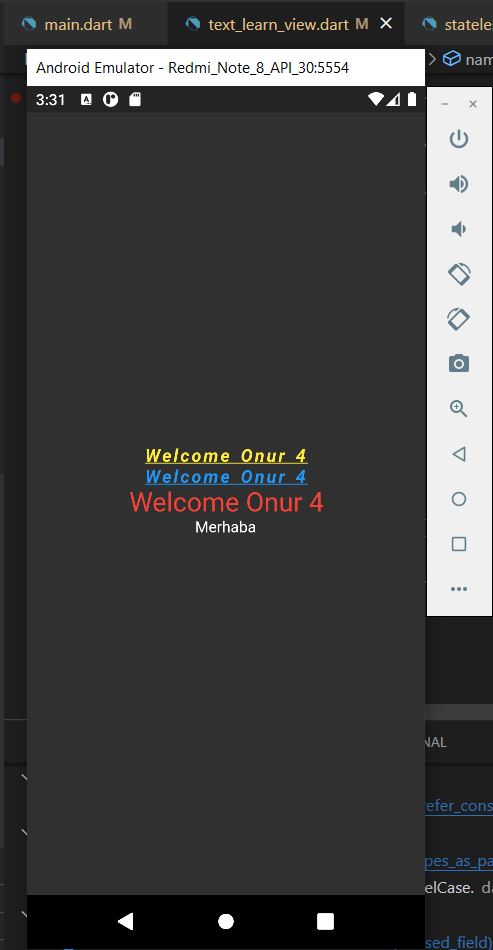 main.dart M
text_learn_view.dart M
statele
Android Emulator - Redmi_Note_8_API_30:5554
nam
3:31
Welcome Onur 4
Welcome Onur 4
Welcome Onur 4
Merhaba
NAL
refer_cons
pes_as_pa
elCase. da
sed_field)